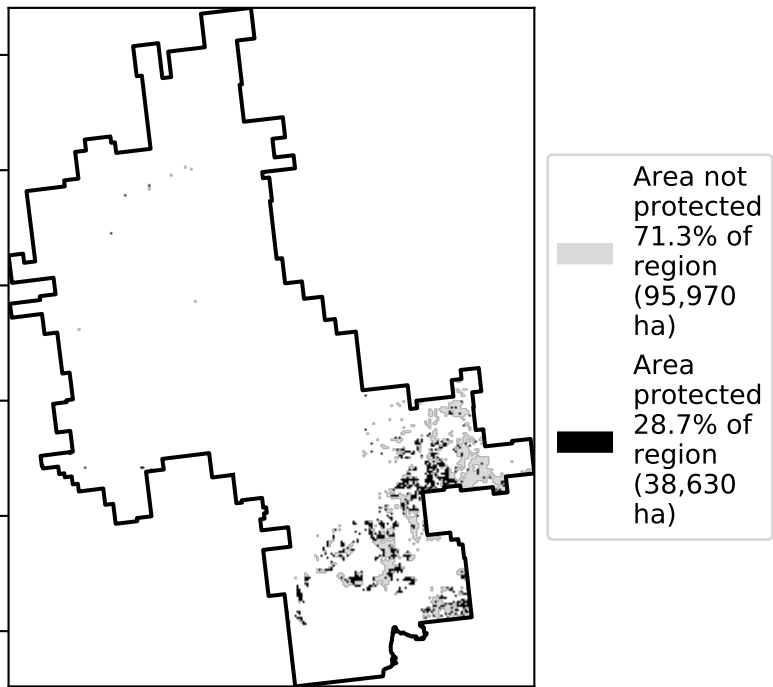 Area not
protected
71.3% of
region
(95,970
ha)
Area
protected
28.7% of
region
(38,630
ha)